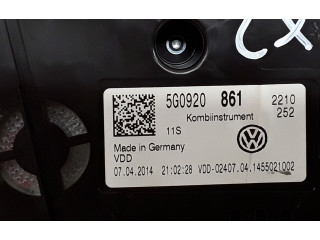 5G0920 861 2210
252
Kombiinstrument
11S
Made in Germany
VDD
07.04.2014 21:02:28 VDD-02407.04.1455021002